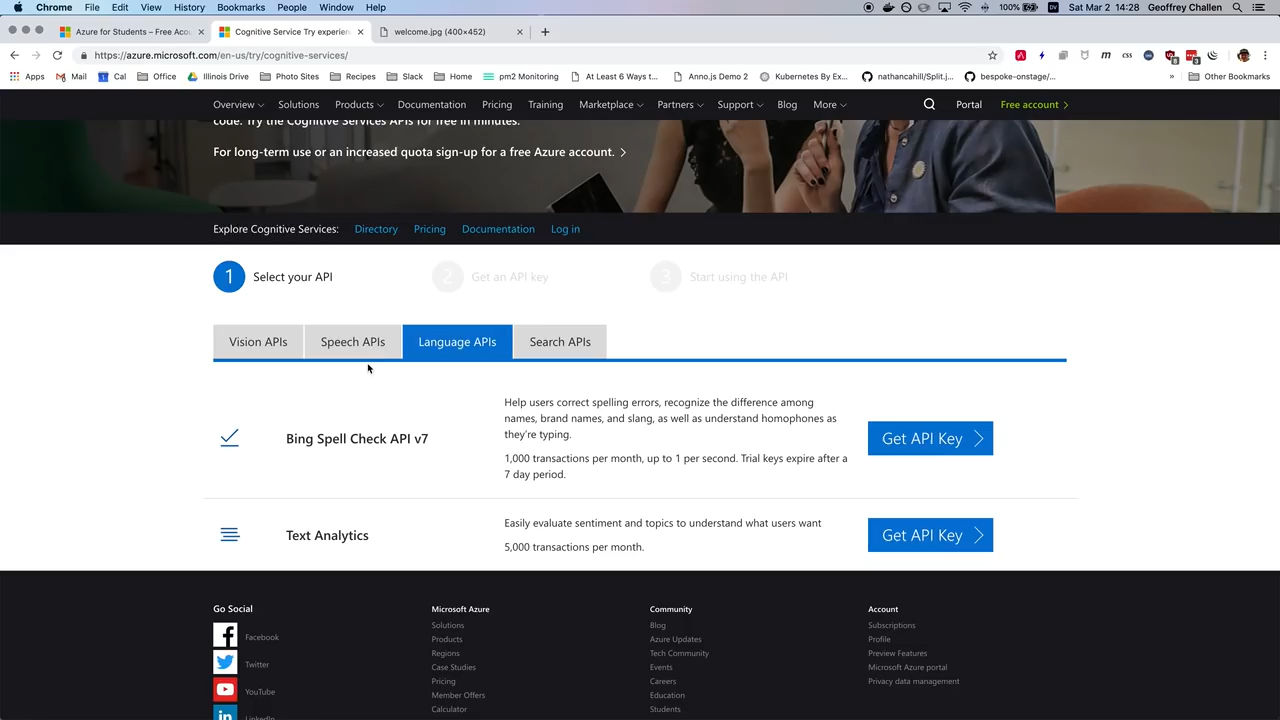 Chrome File Edit View History Bookmarks People Window Help 100% Sat Mar 2 14:28 Geoffrey Challen
Azure for Students – Free Acc Cognitive Service Try experien welcome.jpg (400×452)
https://azure.microsoft.com/en-us/try/cognitive-services/
Apps Mail Cal Office Illinois Drive Photo Sites Recipes Slack Home pm2 Monitoring At Least 6 Ways t... Anno.js Demo 2 Kubernetes By Ex... nathancahill/Split.j... bespoke-onstage/... » Other Bookmarks
Overview Solutions Products Documentation Pricing Training Marketplace Partners Support Blog More Portal Free account
code. Try the Cognitive Services APIs for free in minutes.
For long-term use or an increased quota sign-up for a free Azure account.
Explore Cognitive Services: Directory Pricing Documentation Log in
1 Select your API 2 Get an API key 3 Start using the API
Vision APIs Speech APIs Language APIs Search APIs
Bing Spell Check API v7
Help users correct spelling errors, recognize the difference among
names, brand names, and slang, as well as understand homophones as
they're typing.
1,000 transactions per month, up to 1 per second. Trial keys expire after a
7 day period.
Get API Key
Text Analytics
Easily evaluate sentiment and topics to understand what users want
5,000 transactions per month.
Get API Key
Go Social
Facebook
Twitter
YouTube
LinkedIn
Microsoft Azure
Solutions
Products
Regions
Case Studies
Pricing
Member Offers
Calculator
Community
Blog
Azure Updates
Tech Community
Events
Careers
Education
Students
Account
Subscriptions
Profile
Preview Features
Microsoft Azure portal
Privacy data management